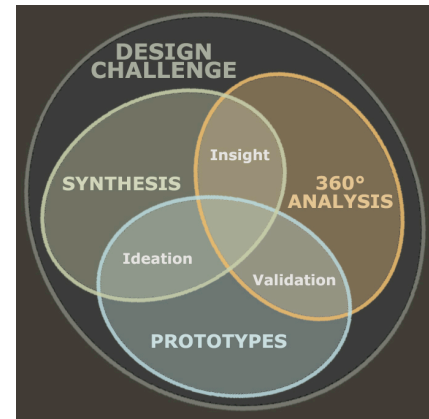 DESIGN
CHALLENGE
Insight
SYNTHESIS
360°
ANALYSIS
Ideation
Validation
PROTOTYPES